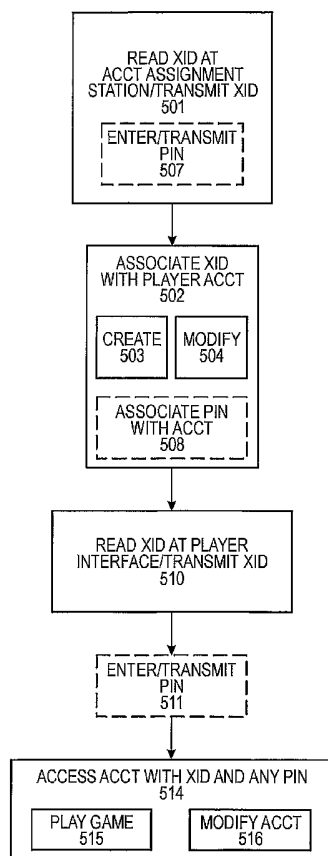 READ XID AT
ACCT ASSIGNMENT
STATION/TRANSMIT XID
501
ENTER/TRANSMIT
PIN
507
ASSOCIATE XID
WITH PLAYER ACCT
502
CREATE
503
MODIFY
504
ASSOCIATE PIN
WITH ACCT
508
READ XID AT PLAYER
INTERFACE/TRANSMIT XID
510
ENTER/TRANSMIT
PIN
511
ACCESS ACCT WITH XID AND ANY PIN
514
PLAY GAME
515
MODIFY ACCT
516